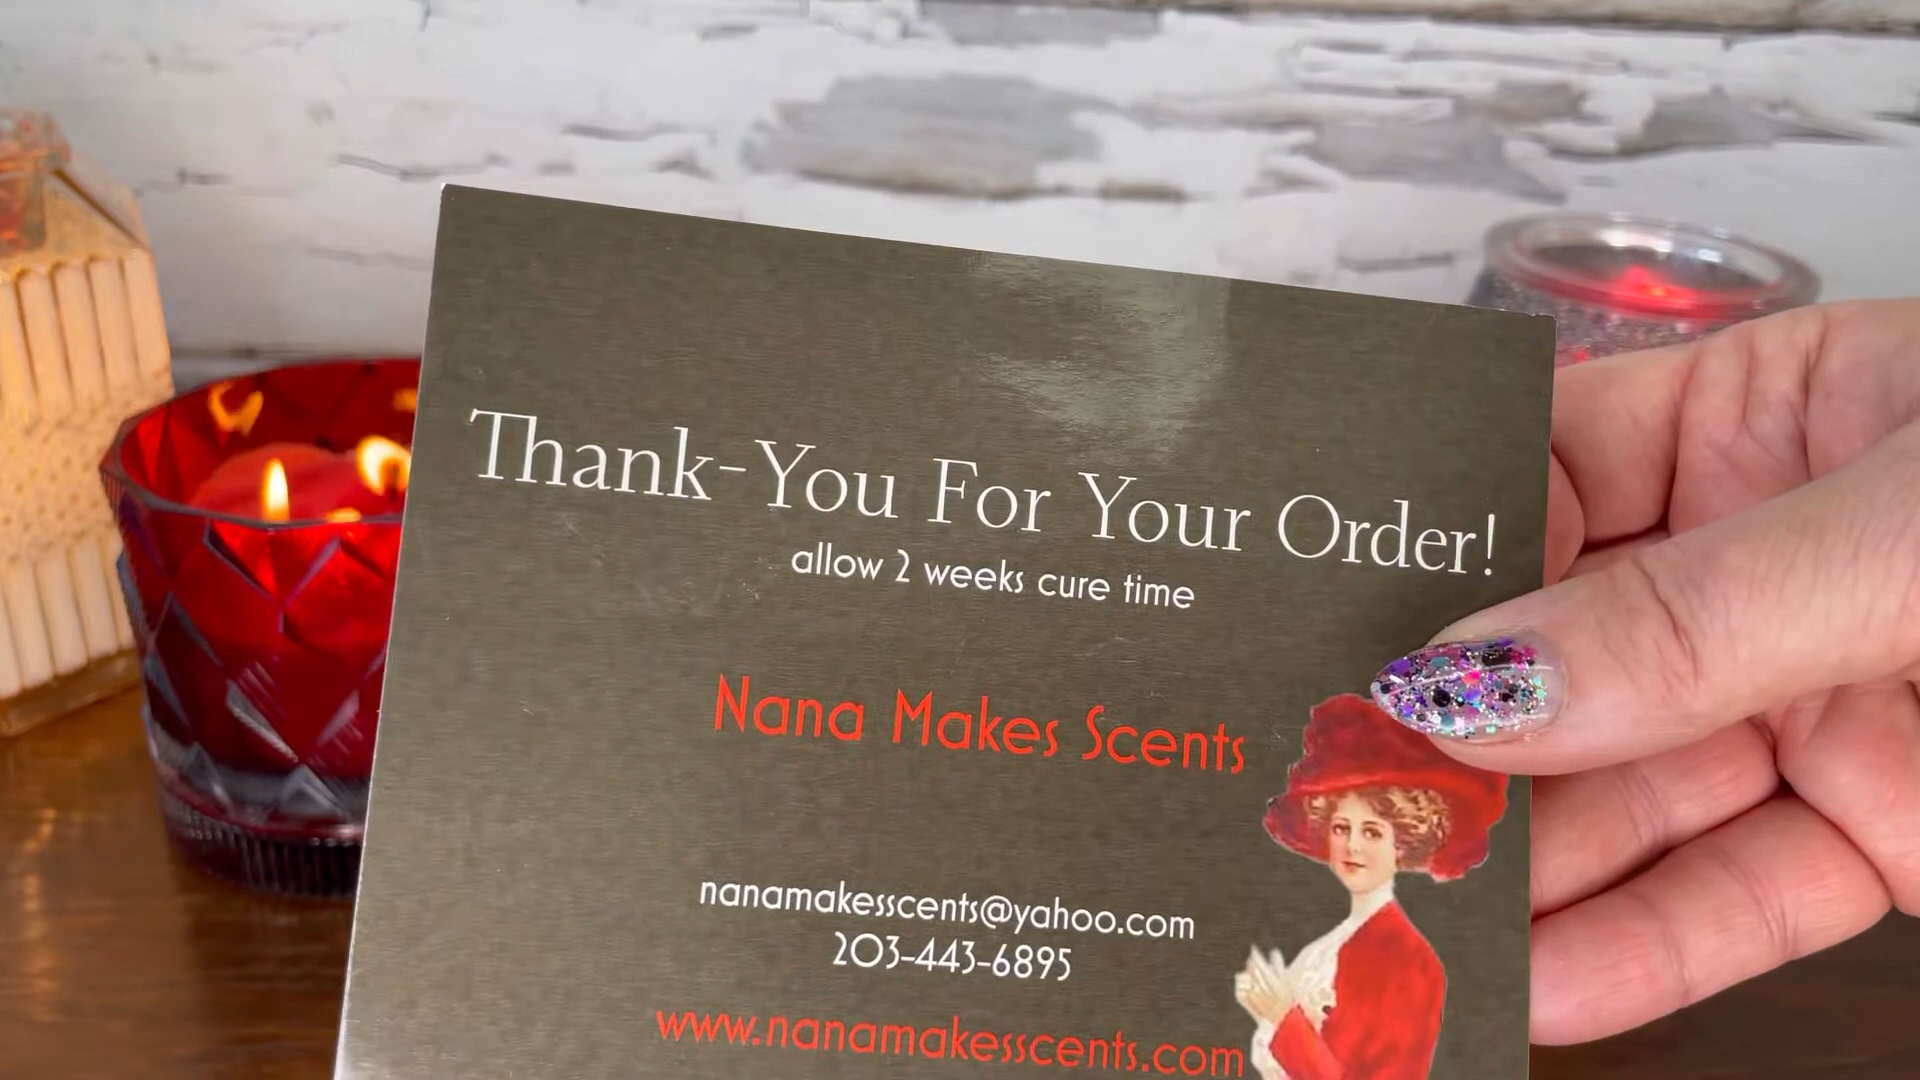 Thank-You For Your Order!
allow 2 weeks cure time
Nana Makes Scents
nanamakesscents@yahoo.com
203-443-6895
www.nanamakesscents.com